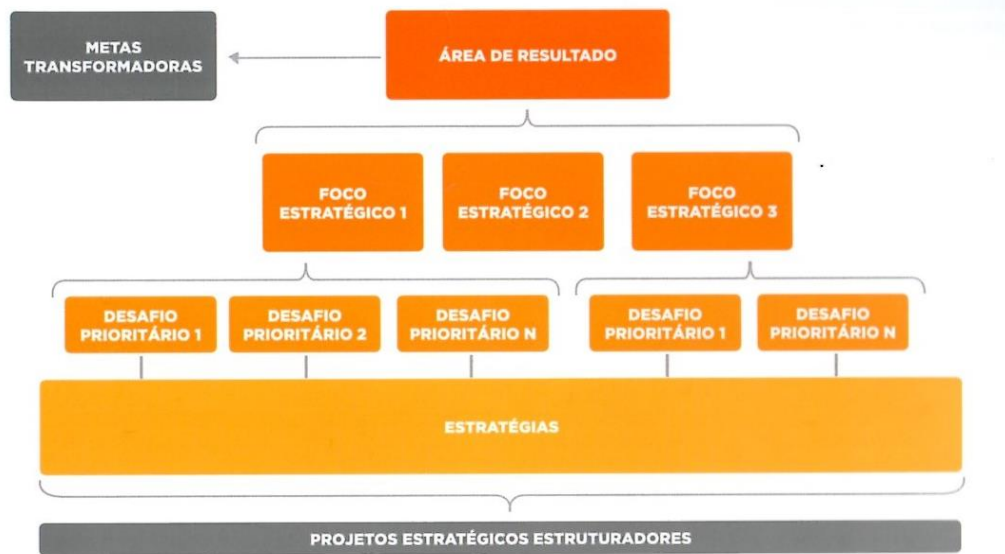 METAS
TRANSFORMADORAS
ÁREA DE RESULTADO
FOCO
ESTRATÉGICO 1
FOCO
ESTRATÉGICO 2
FOCO
ESTRATÉGICO 3
DESAFIO
PRIORITÁRIO 1
DESAFIO
PRIORITÁRIO 2
DESAFIO
PRIORITÁRIO N
DESAFIO
PRIORITÁRIO 1
DESAFIO
PRIORITÁRIO N
ESTRATÉGIAS
PROJETOS ESTRATÉGICOS ESTRUTURADORES